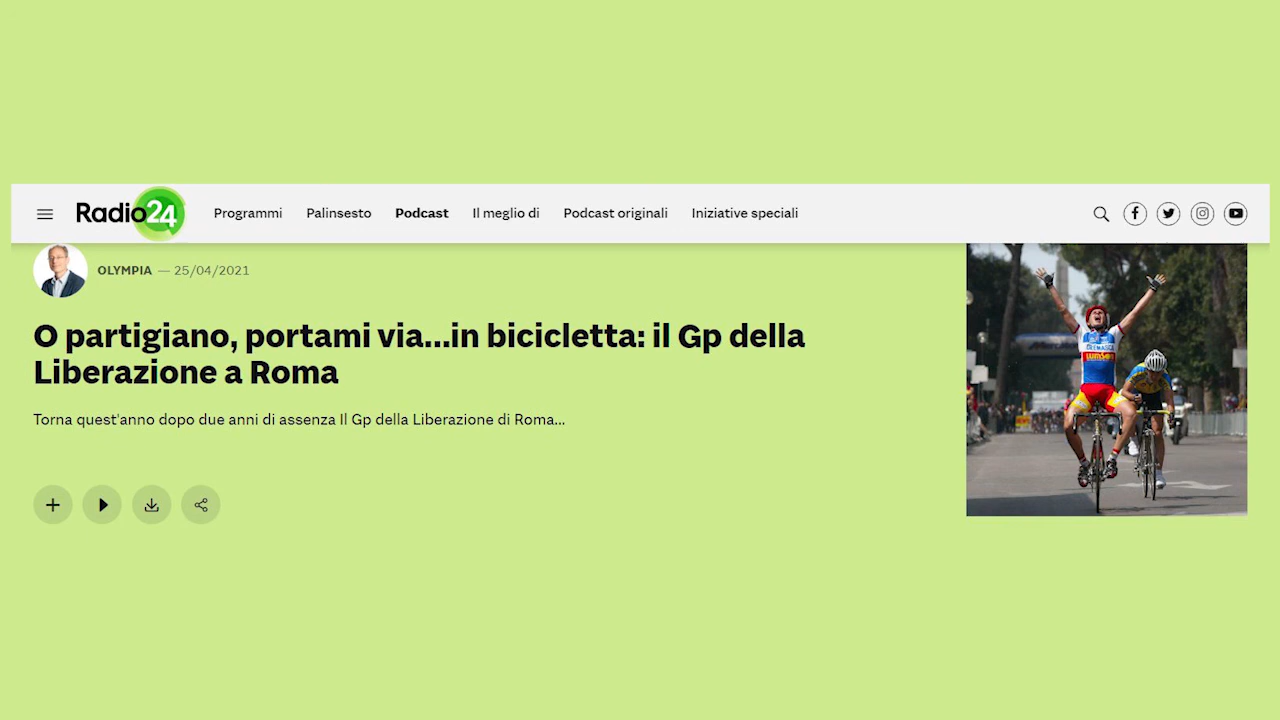 Radio24 Programmi Palinsesto Podcast Il meglio di Podcast originali Iniziative speciali
OLYMPIA — 25/04/2021
O partigiano, portami via...in bicicletta: il Gp della
Liberazione a Roma
Torna quest'anno dopo due anni di assenza Il Gp della Liberazione di Roma...